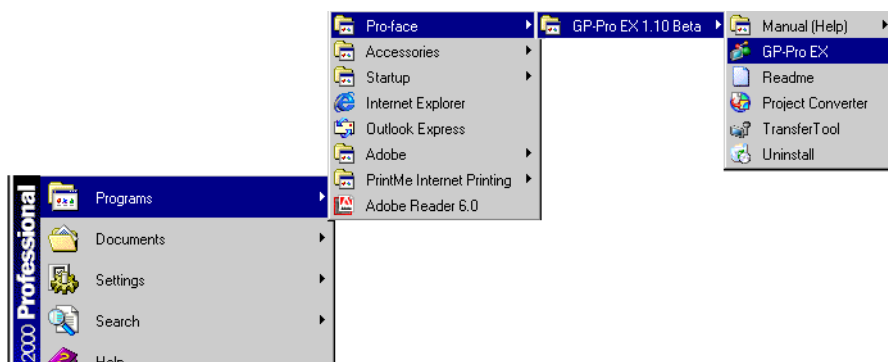 Pro-face
Accessories
Startup
Internet Explorer
Outlook Express
Adobe
PrintMe Internet Printing
Adobe Reader 6.0
GP-Pro EX 1.10 Beta
Manual (Help)
GP-Pro EX
Readme
Project Converter
TransferTool
Uninstall
2000 Professional
Programs
Documents
Settings
Search
Help